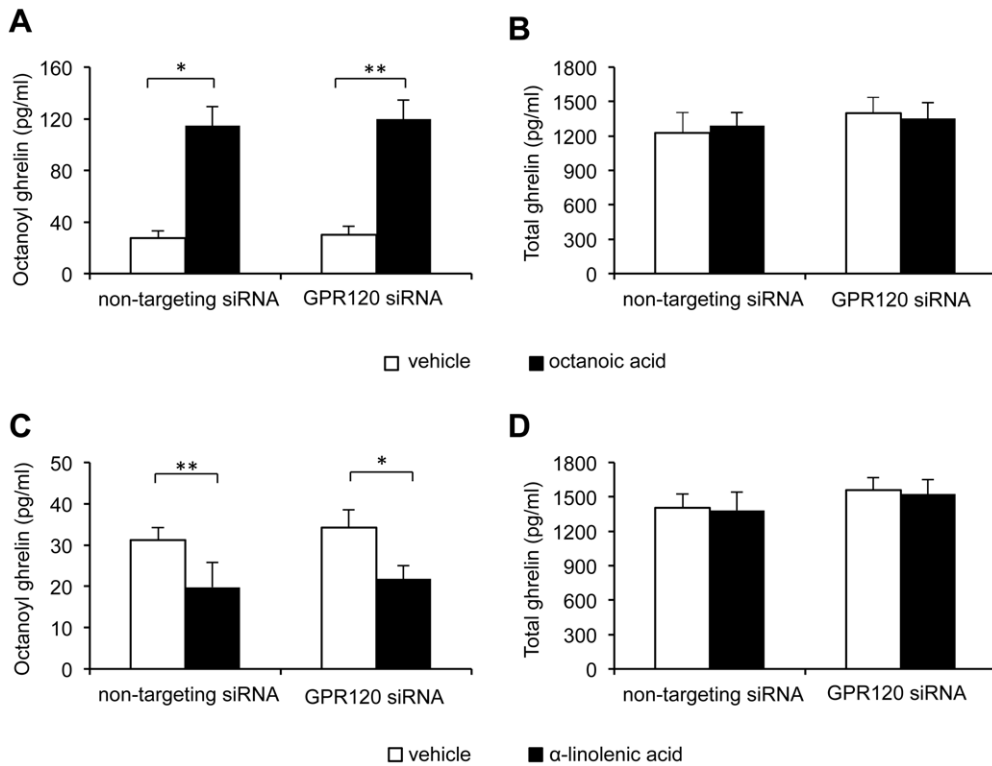 A
Octanoyl ghrelin (pg/ml)
160
120
80
40
0
*
**
non-targeting siRNA
GPR120 siRNA
B
Total ghrelin (pg/ml)
1800
1500
1200
900
600
300
0
non-targeting siRNA
GPR120 siRNA
vehicle
octanoic acid
C
Octanoyl ghrelin (pg/ml)
50
40
30
20
10
0
**
*
non-targeting siRNA
GPR120 siRNA
D
Total ghrelin (pg/ml)
1800
1500
1200
900
600
300
0
non-targeting siRNA
GPR120 siRNA
vehicle
α-linolenic acid